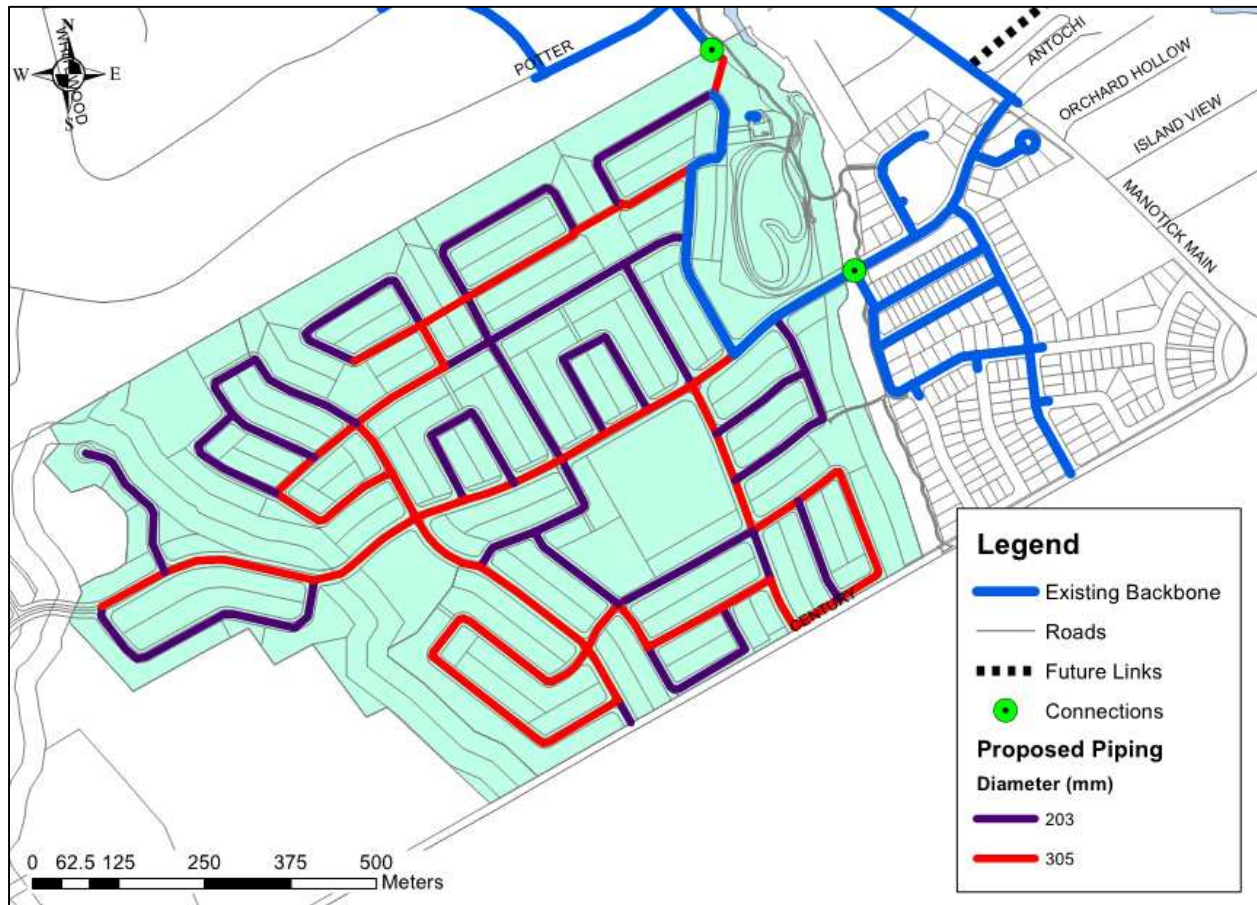 N
W E
S
WHITEWOOD
POTTER
ANTOCHI
ORCHARD HOLLOW
ISLAND VIEW
MANOTICK MAIN
CENTURY
Legend
Existing Backbone
Roads
Future Links
Connections
Proposed Piping
Diameter (mm)
203
305
0 62.5 125 250 375 500
Meters